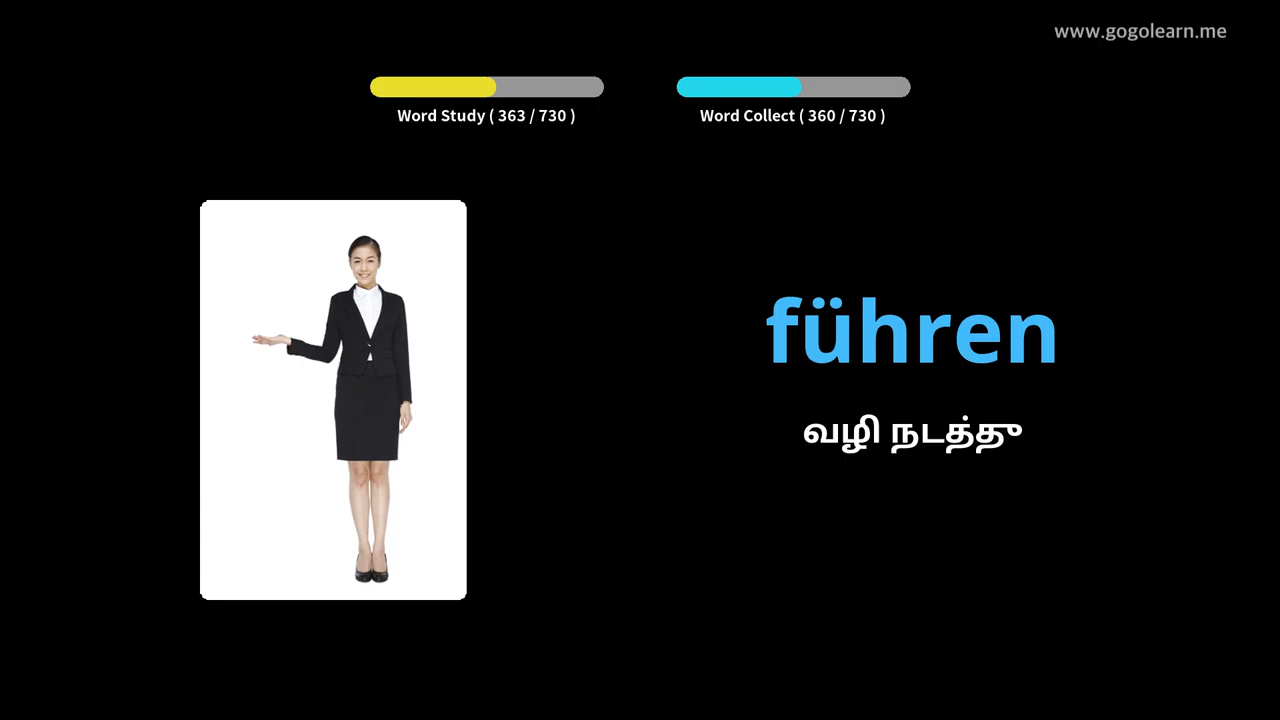 www.gogolearn.me
Word Study ( 363 / 730 )
Word Collect ( 360 / 730 )
führen
வழி நடத்து